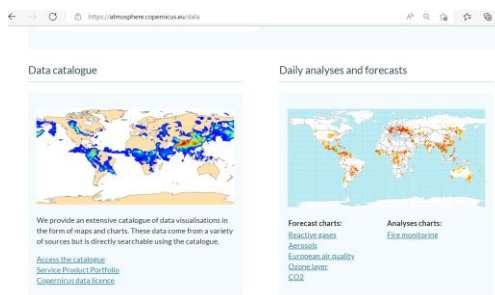 https://atmosphere.copernicus.eu/data
Data catalogue
We provide an extensive catalogue of data visualisations in
the form of maps and charts. These data come from a variety
of sources but is directly searchable using the catalogue.
Access the catalogue
Service Product Portfolio
Copernicus data licence
Daily analyses and forecasts
Forecast charts:
Reactive gases
Aerosols
European air quality
Ozone layer
CO2
Analyses charts:
Fire monitoring